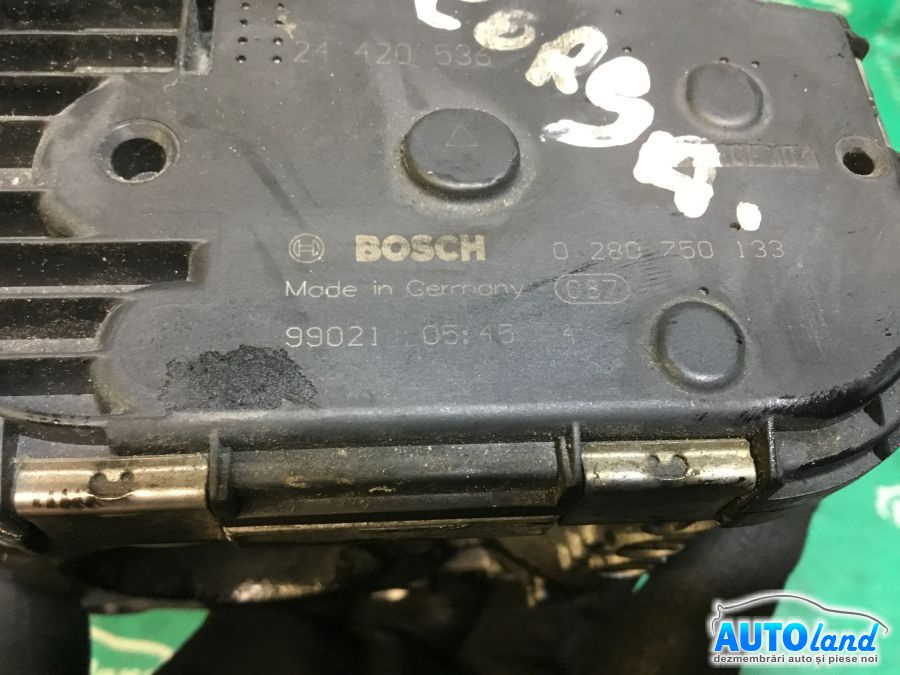 24 420 536
CORSA.
BOSCH 0 280 750 133
Made in Germany 087
99021 05:45 4
AUTOland
dezmembrări auto și piese noi